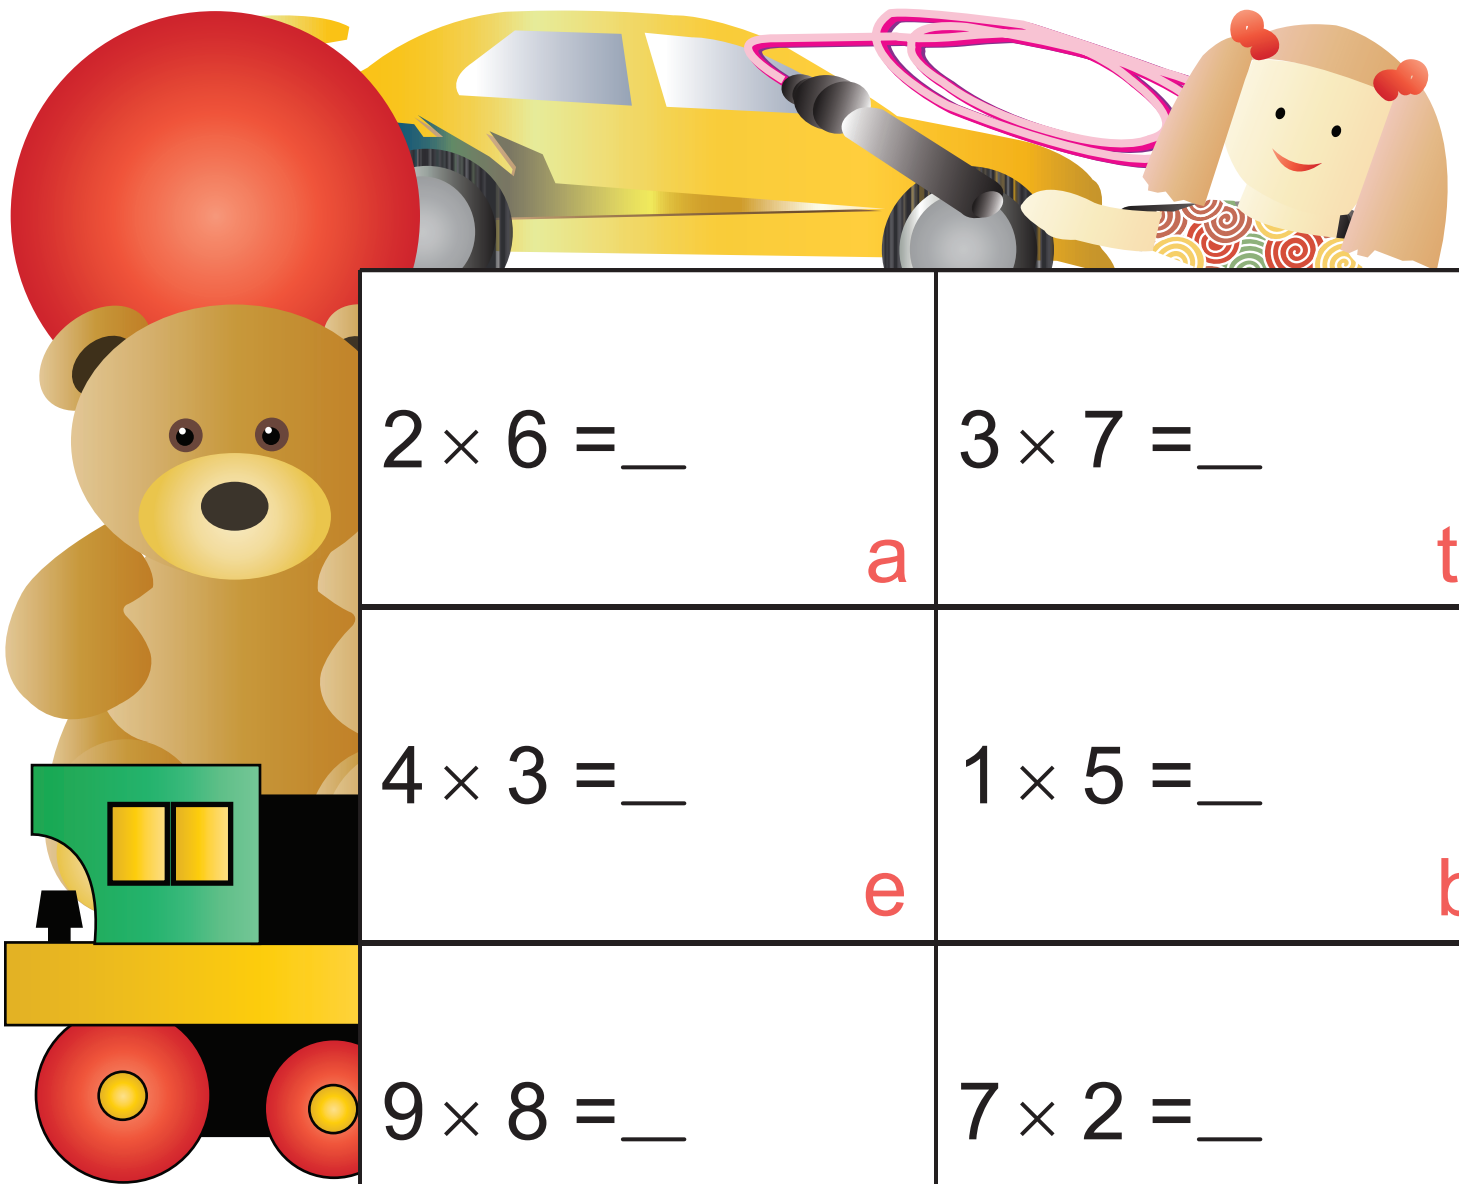 2 × 6 =__
3 × 7 =__
a
t
4 × 3 =__
1 × 5 =__
e
b
9 × 8 =__
7 × 2 =__